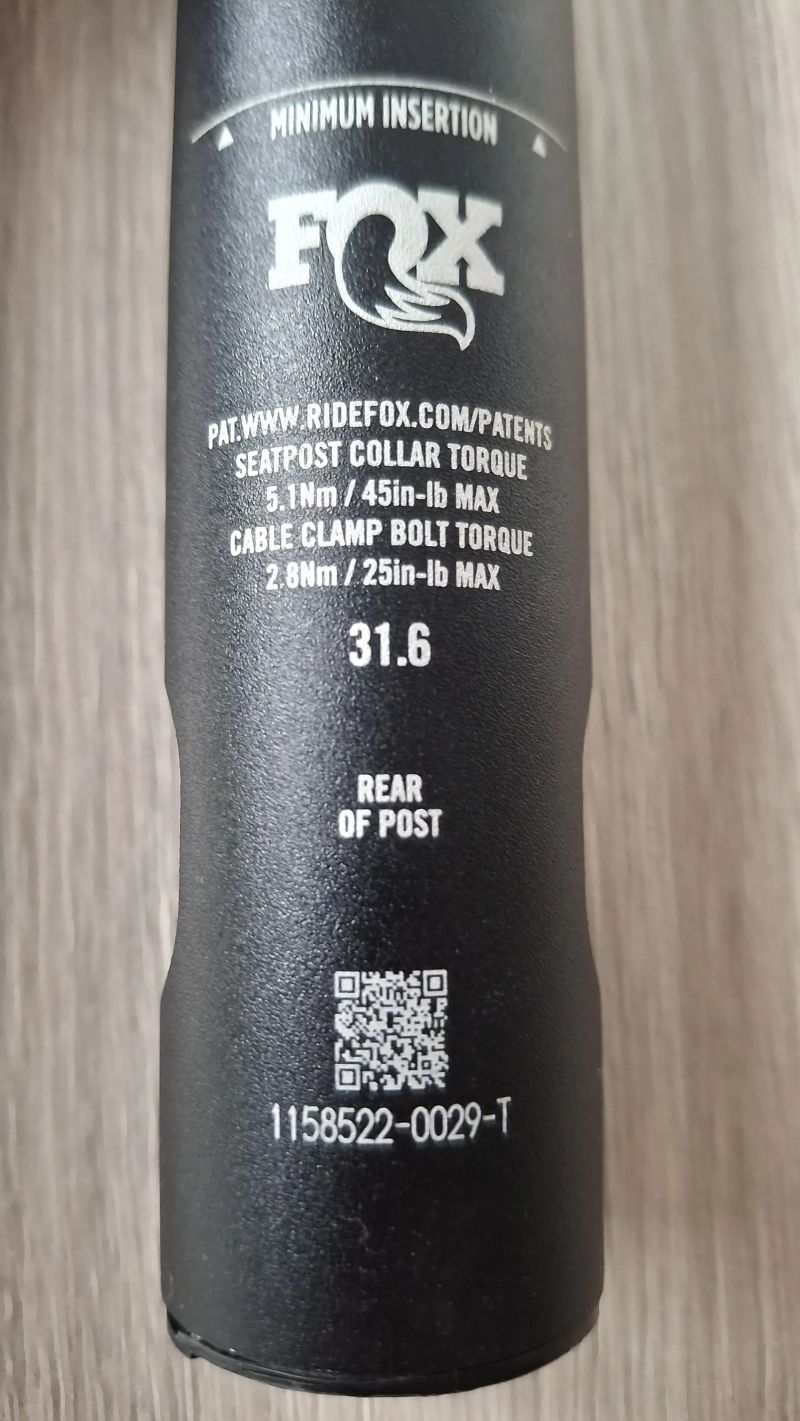 MINIMUM INSERTION
FOX
PAT.WWW.RIDEFOX.COM/PATENTS
SEATPOST COLLAR TORQUE
5.1Nm / 45in-lb MAX
CABLE CLAMP BOLT TORQUE
2.8Nm / 25in-lb MAX
31.6
REAR
OF POST
1158522-0029-T